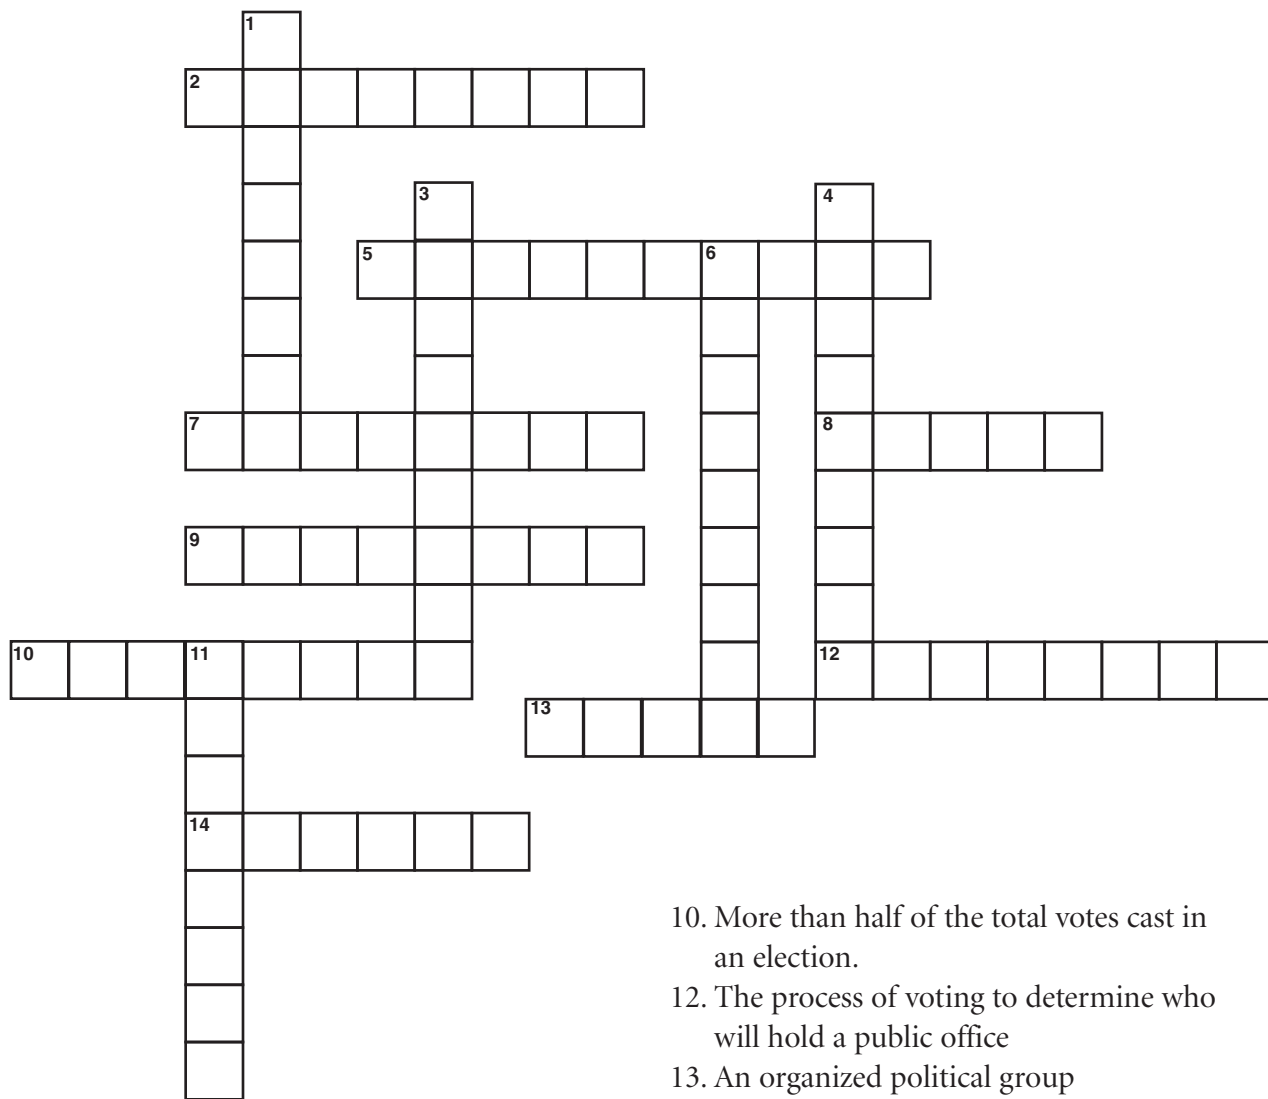 1
2
3
4
5
6
7
8
9
10
11
12
13
14
10. More than half of the total votes cast in
an election.
12. The process of voting to determine who
will hold a public office
13. An organized political group